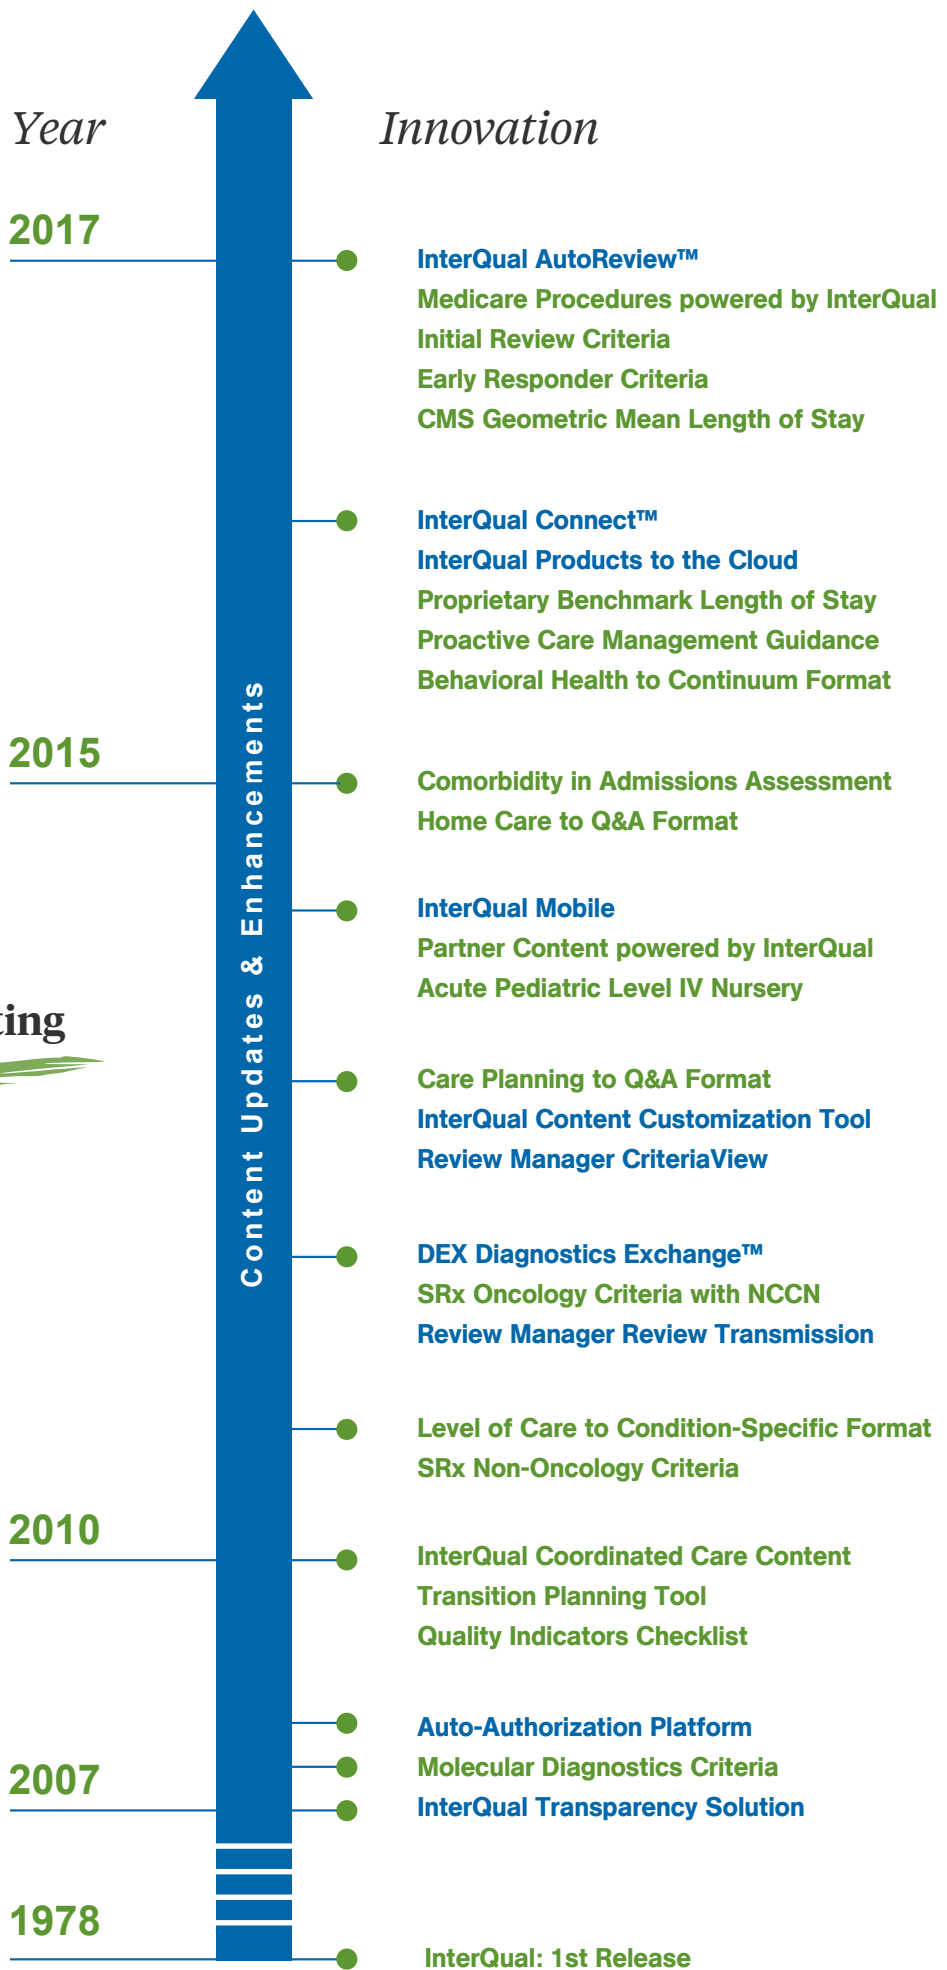 Year
Innovation
2017
InterQual AutoReview™
Medicare Procedures powered by InterQual
Initial Review Criteria
Early Responder Criteria
CMS Geometric Mean Length of Stay
InterQual Connect™
InterQual Products to the Cloud
Proprietary Benchmark Length of Stay
Proactive Care Management Guidance
Behavioral Health to Continuum Format
2015
Comorbidity in Admissions Assessment
Home Care to Q&A Format
InterQual Mobile
Partner Content powered by InterQual
Acute Pediatric Level IV Nursery
ting
Care Planning to Q&A Format
InterQual Content Customization Tool
Review Manager CriteriaView
Content Updates & Enhancements
DEX Diagnostics Exchange™
SRx Oncology Criteria with NCCN
Review Manager Review Transmission
Level of Care to Condition-Specific Format
SRx Non-Oncology Criteria
2010
InterQual Coordinated Care Content
Transition Planning Tool
Quality Indicators Checklist
Auto-Authorization Platform
Molecular Diagnostics Criteria
2007
InterQual Transparency Solution
1978
InterQual: 1st Release